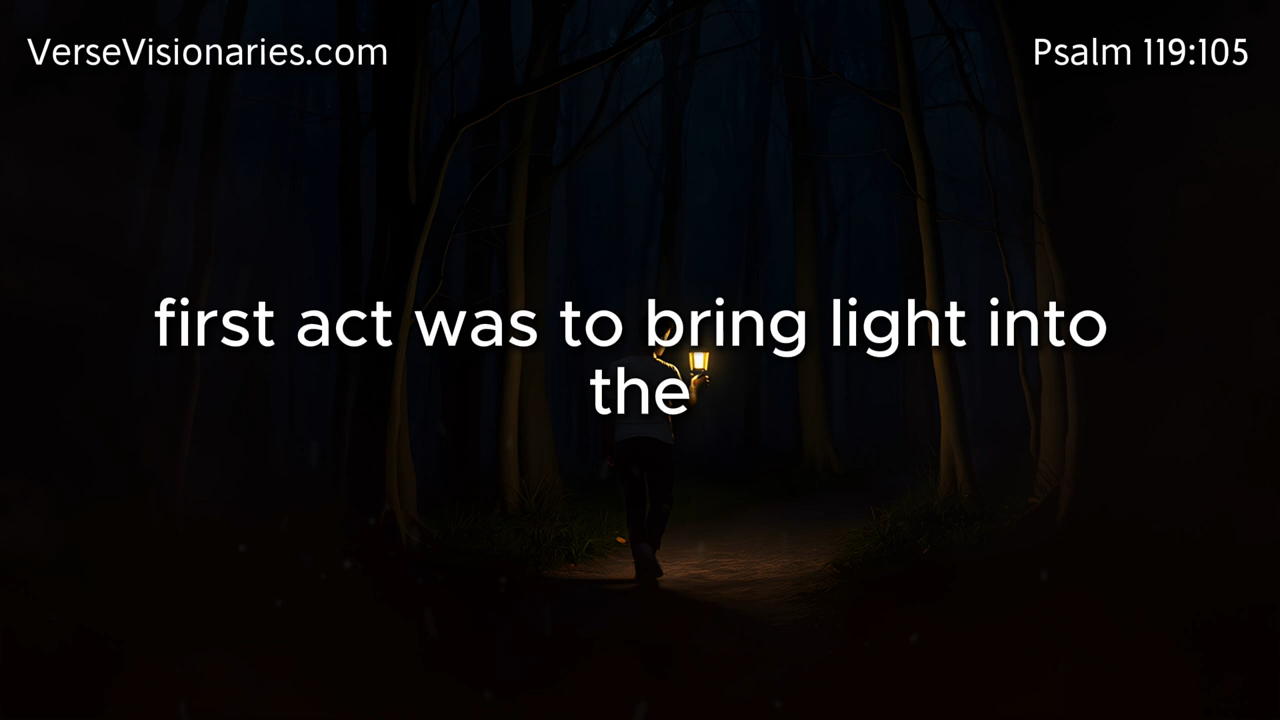 VerseVisionaries.com
Psalm 119:105
first act was to bring light into
the